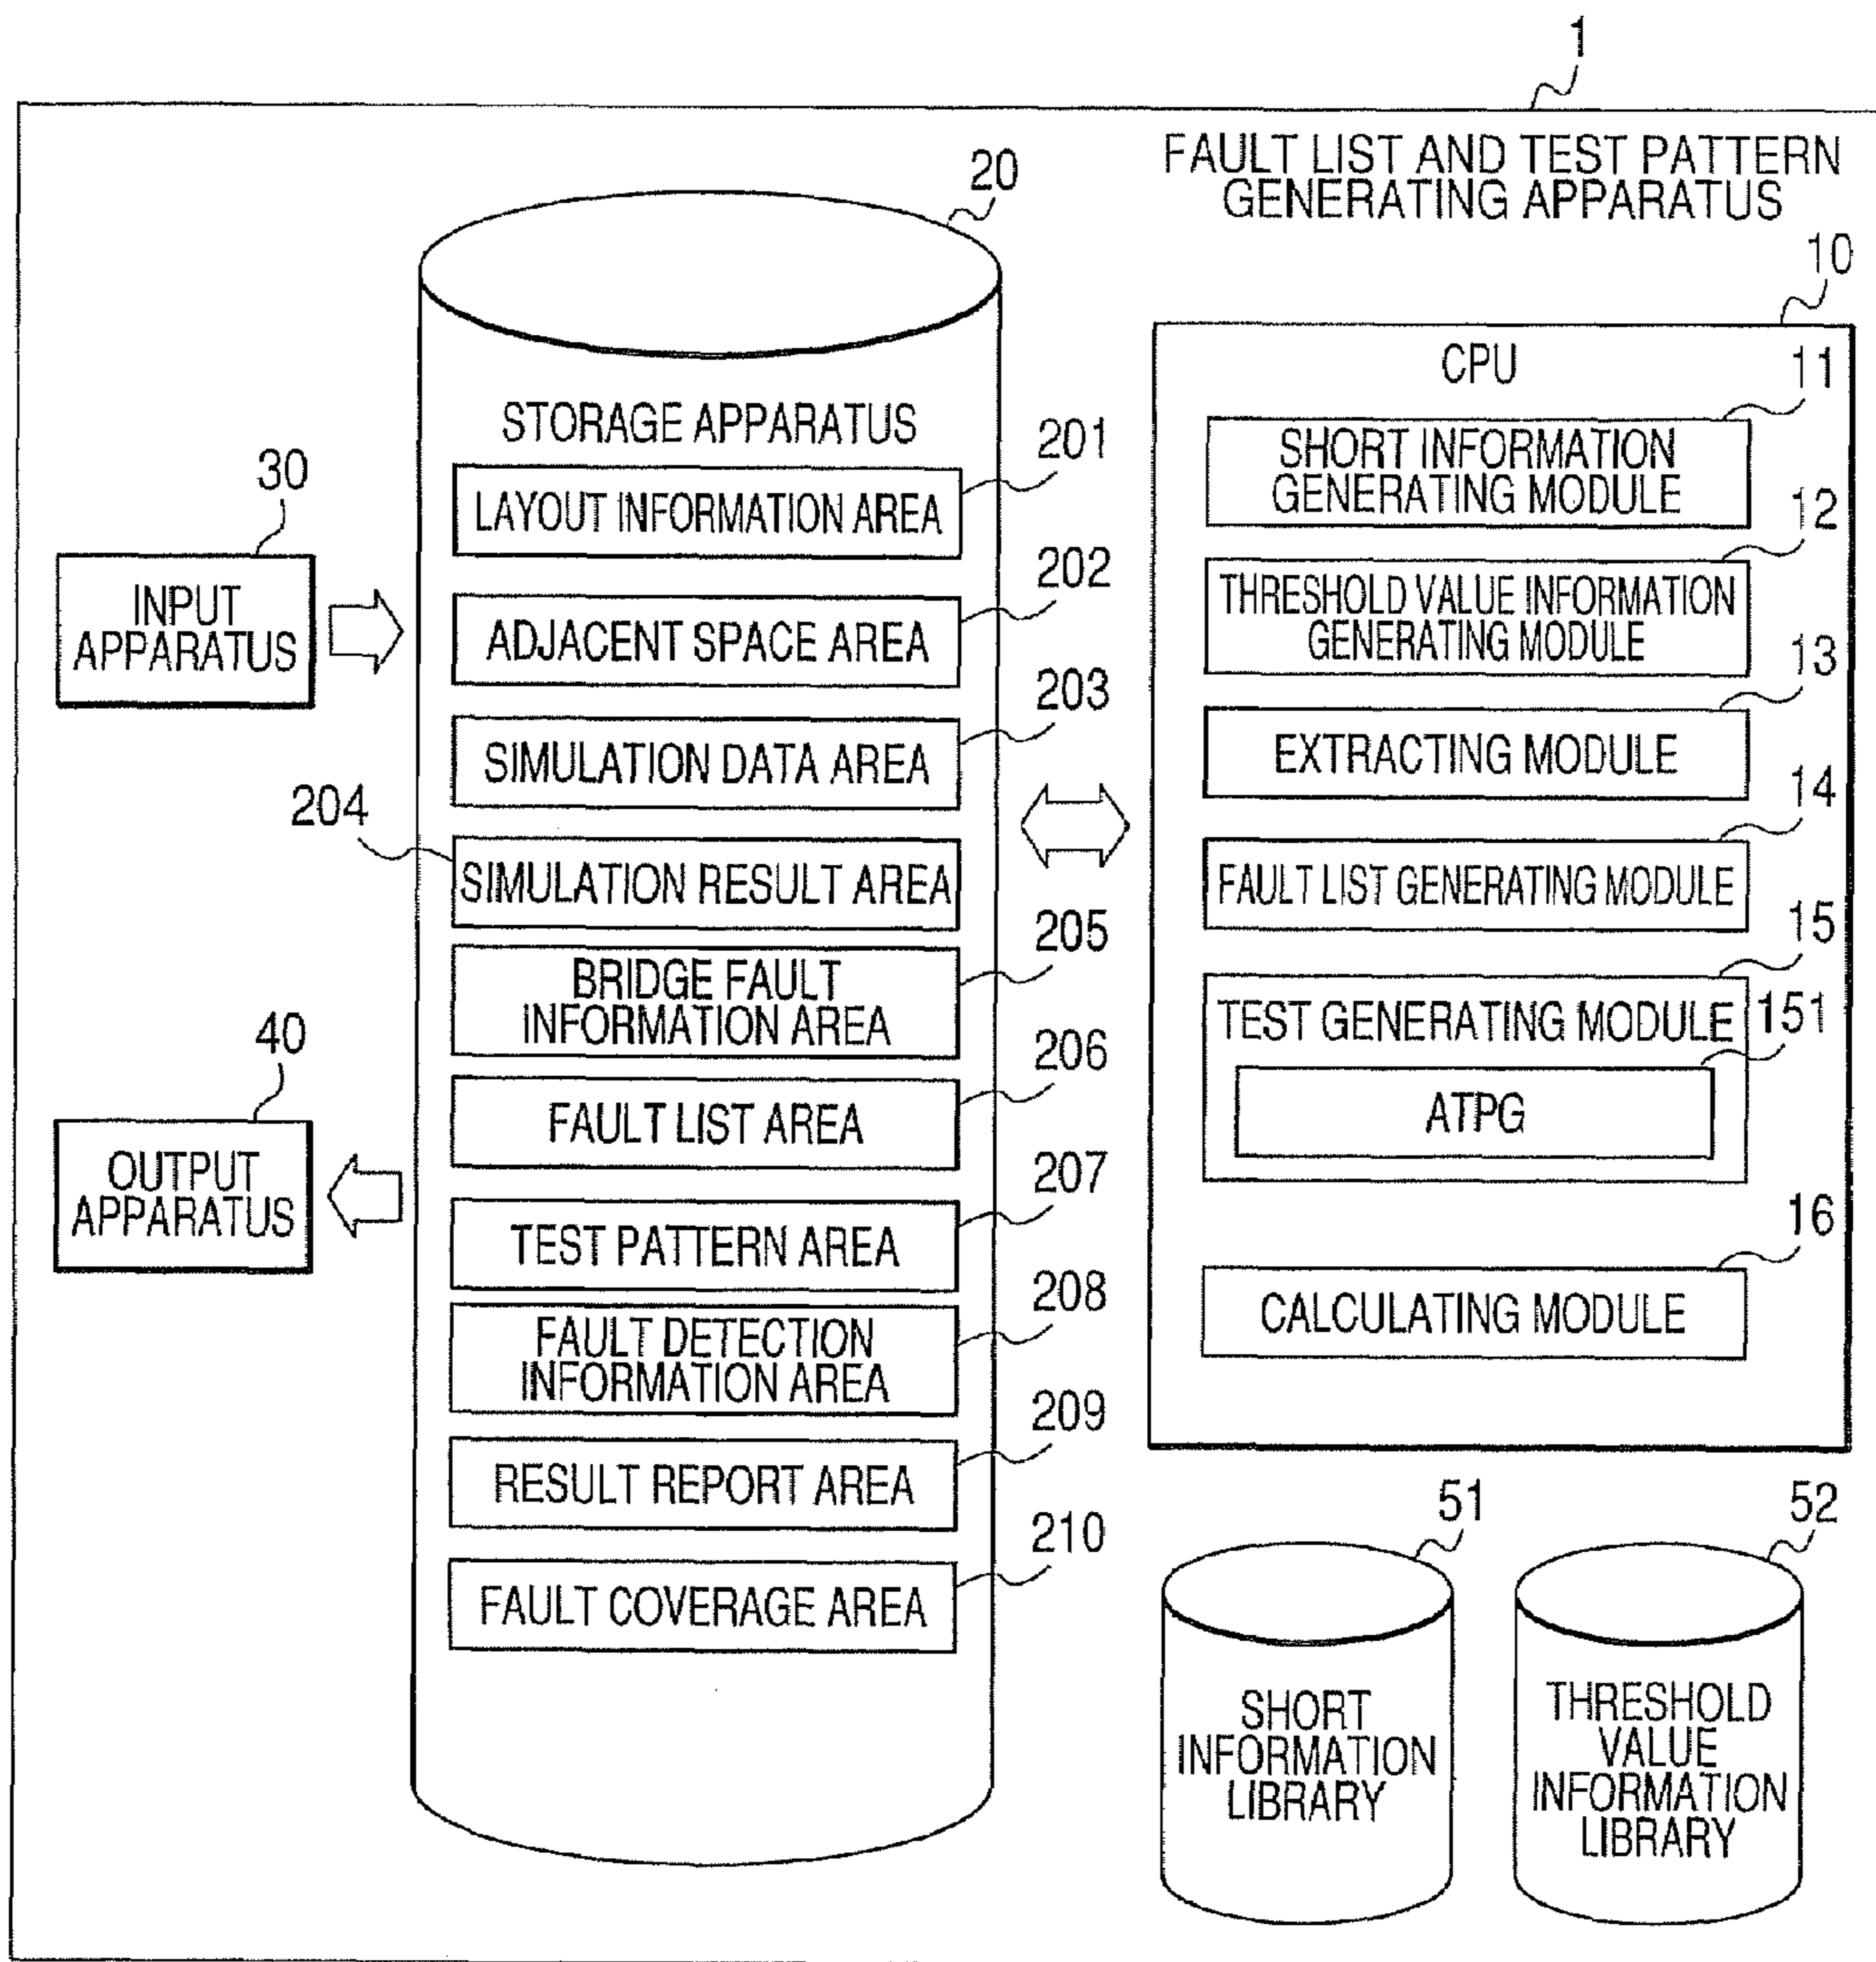 1
FAULT LIST AND TEST PATTERN
GENERATING APPARATUS
20
STORAGE APPARATUS
201
LAYOUT INFORMATION AREA
202
ADJACENT SPACE AREA
203
SIMULATION DATA AREA
204
SIMULATION RESULT AREA
205
BRIDGE FAULT
INFORMATION AREA
206
FAULT LIST AREA
207
TEST PATTERN AREA
208
FAULT DETECTION
INFORMATION AREA
209
RESULT REPORT AREA
210
FAULT COVERAGE AREA
30
INPUT
APPARATUS
40
OUTPUT
APPARATUS
10
CPU
11
SHORT INFORMATION
GENERATING MODULE
12
THRESHOLD VALUE INFORMATION
GENERATING MODULE
13
EXTRACTING MODULE
14
FAULT LIST GENERATING MODULE
15
TEST GENERATING MODULE
151
ATPG
16
CALCULATING MODULE
51
SHORT
INFORMATION
LIBRARY
52
THRESHOLD
VALUE
INFORMATION
LIBRARY